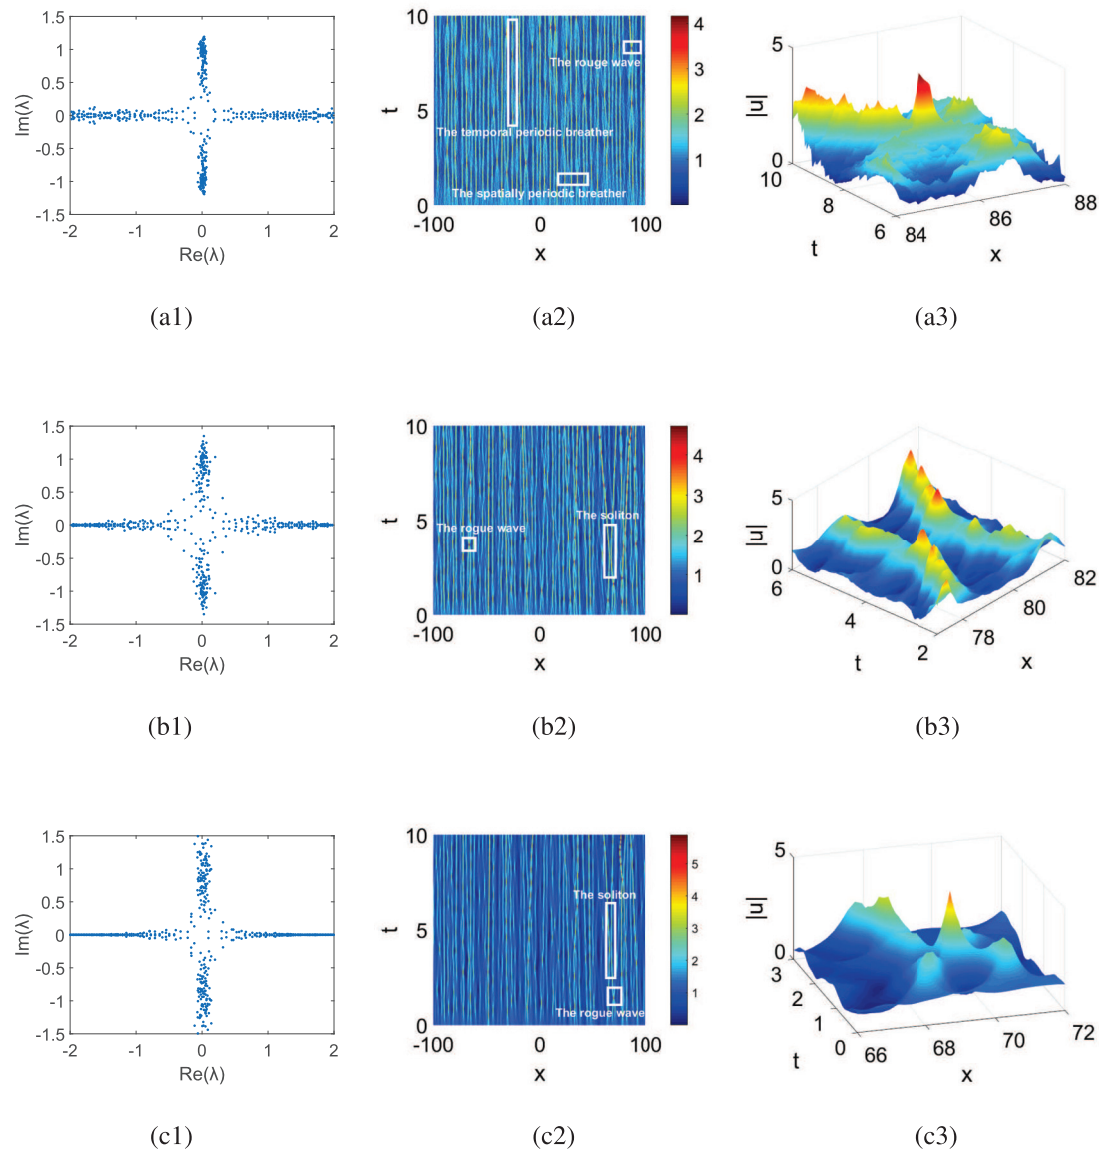 1.5
1
0.5
0
-0.5
-1
-1.5
-2
-1
0
1
2
Im(λ)
Re(λ)
(a1)
10
5
0
-100
0
100
t
x
The rouge wave
The temporal periodic breather
The spatially periodic breather
4
3
2
1
(a2)
5
0
10
8
6
84
86
88
|u|
t
x
(a3)
1.5
1
0.5
0
-0.5
-1
-1.5
-2
-1
0
1
2
Im(λ)
Re(λ)
(b1)
10
5
0
-100
0
100
t
x
The soliton
The rogue wave
4
3
2
1
(b2)
5
0
6
4
2
78
80
82
|u|
t
x
(b3)
1.5
1
0.5
0
-0.5
-1
-1.5
-2
-1
0
1
2
Im(λ)
Re(λ)
(c1)
10
5
0
-100
0
100
t
x
The soliton
The rogue wave
5
4
3
2
1
(c2)
5
0
3
2
1
0
66
68
70
72
|u|
t
x
(c3)